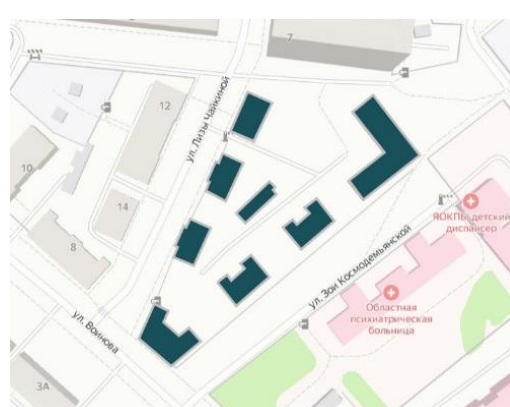 7
ул. Лизы Чайкиной
12
10
14
8
ЯОКПБ, детский
диспансер
ул. Зои Космодемьянской
Областная
психиатрическая
больница
ул. Воинова
3А